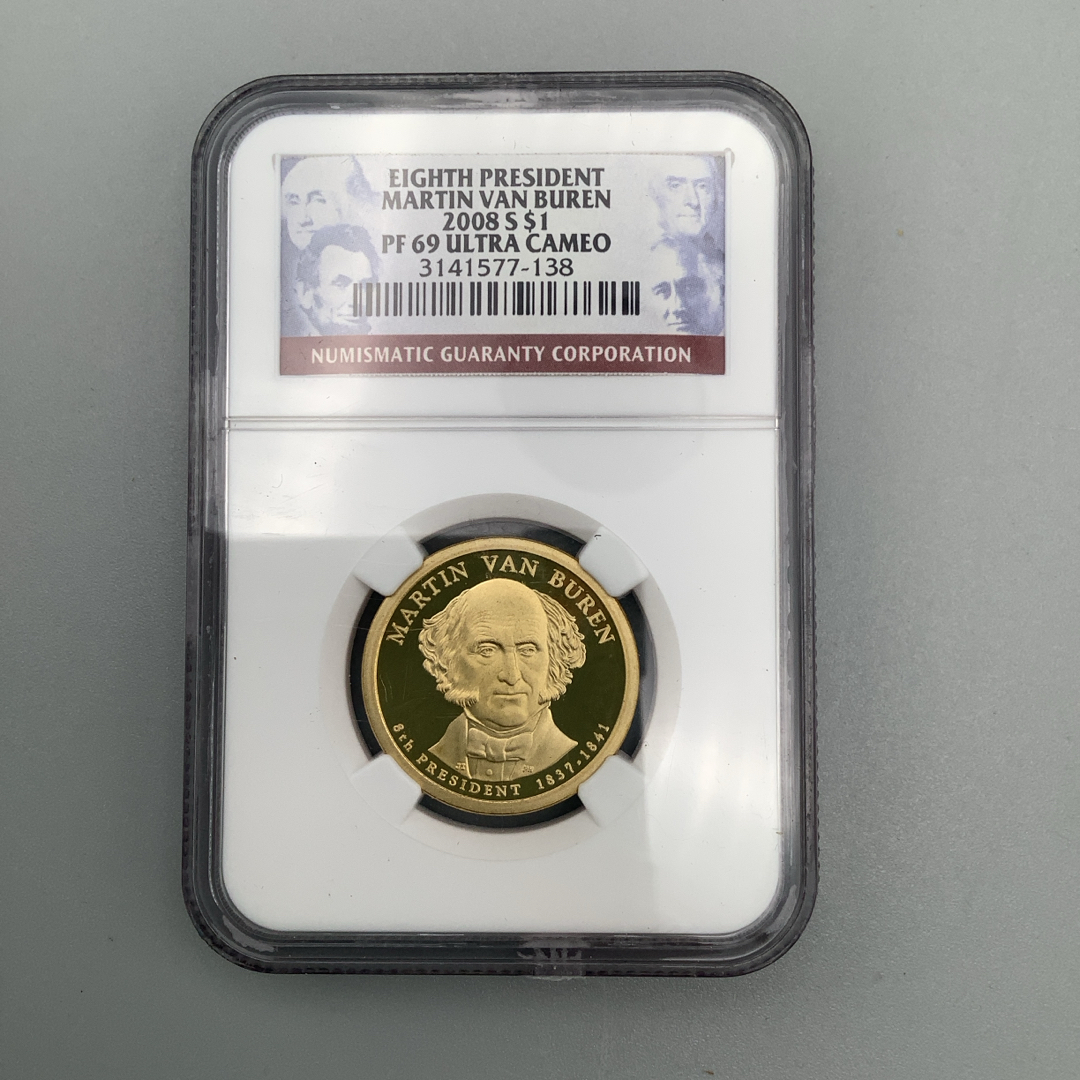 EIGHTH PRESIDENT
MARTIN VAN BUREN
2008 S $1
PF 69 ULTRA CAMEO
3141577-138
NUMISMATIC GUARANTY CORPORATION
MARTIN VAN BUREN
8th PRESIDENT 1837-1841